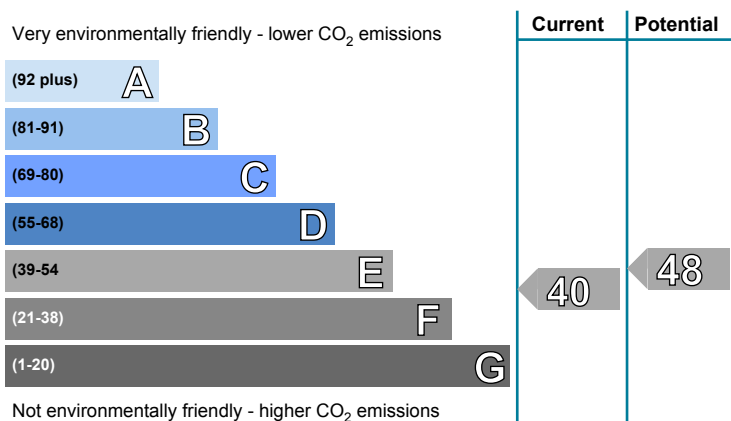 Current Potential
Very environmentally friendly - lower CO2 emissions
(92 plus) A
(81-91) B
(69-80) C
(55-68) D
(39-54 E
48
40
(21-38) F
(1-20) G
Not environmentally friendly - higher CO2 emissions